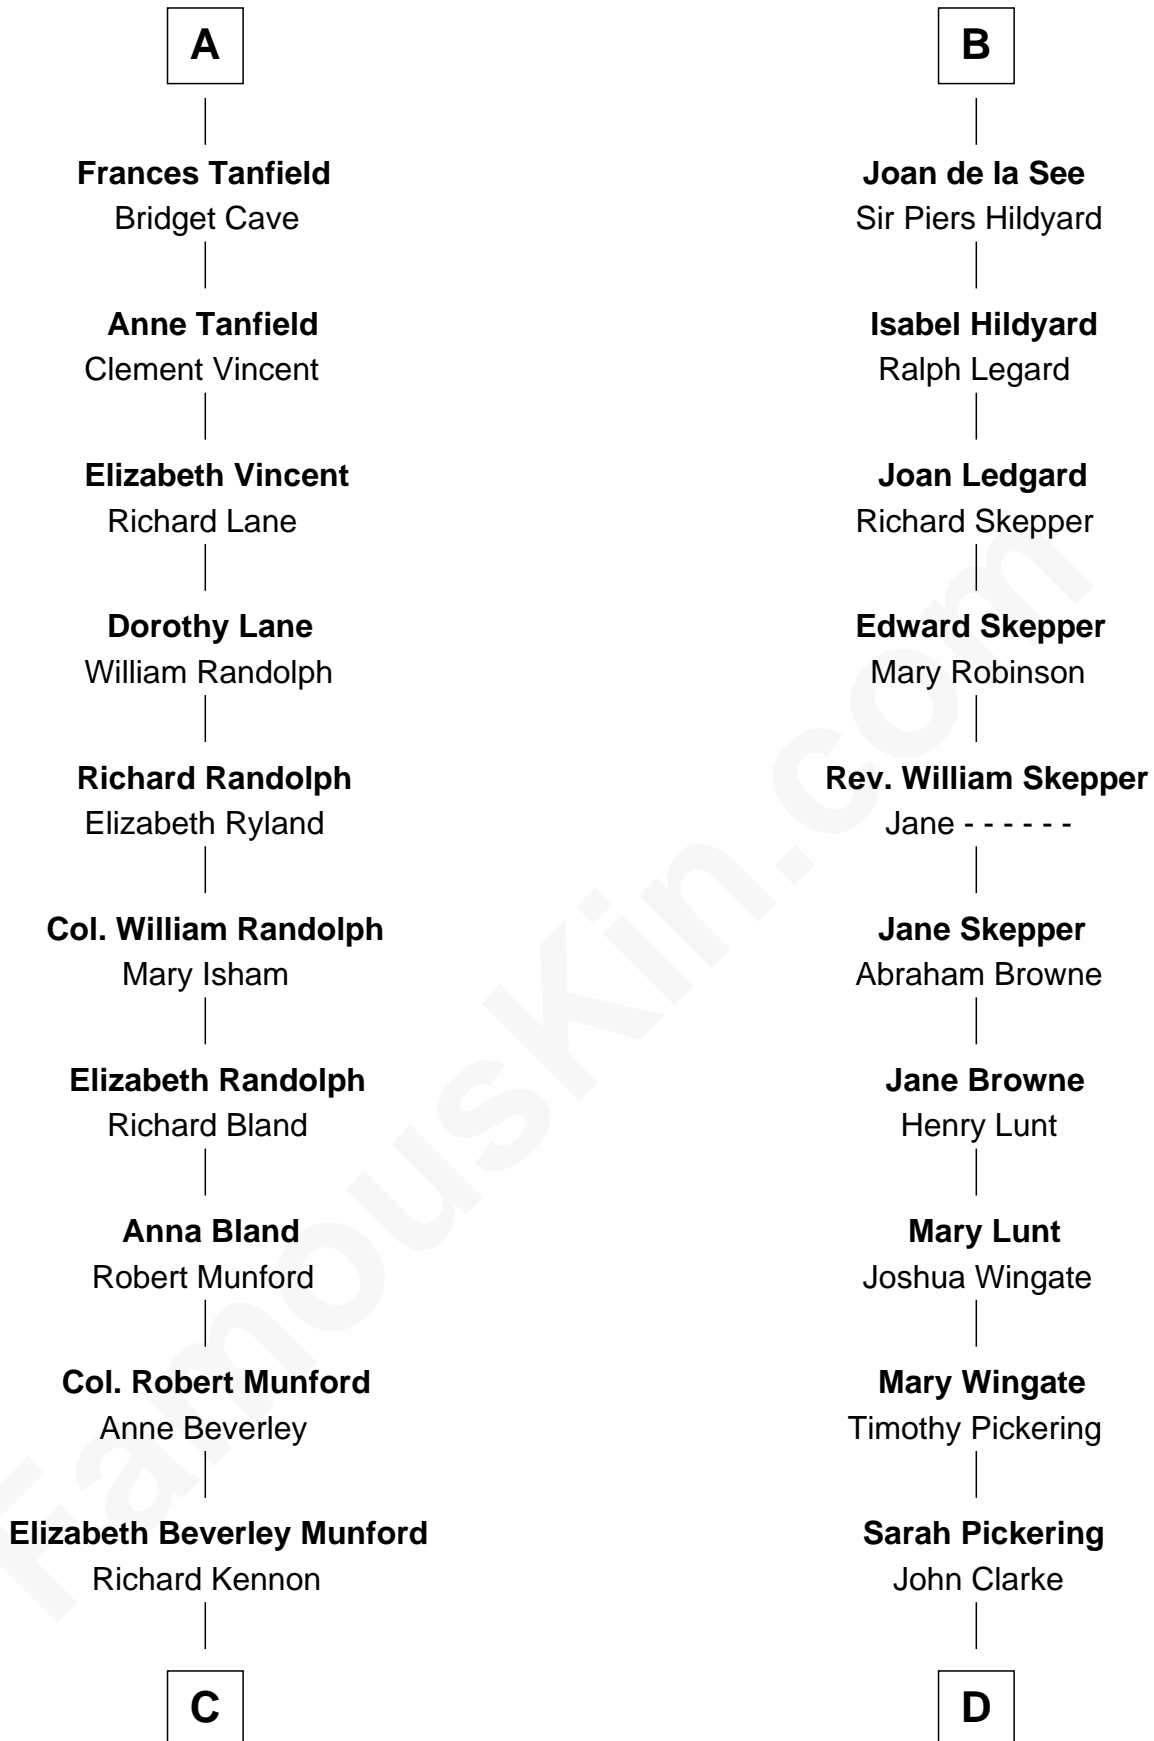 A
Frances Tanfield
Bridget Cave
Anne Tanfield
Clement Vincent
Elizabeth Vincent
Richard Lane
Dorothy Lane
William Randolph
Richard Randolph
Elizabeth Ryland
Col. William Randolph
Mary Isham
Elizabeth Randolph
Richard Bland
Anna Bland
Robert Munford
Col. Robert Munford
Anne Beverley
Elizabeth Beverley Munford
Richard Kennon
C
B
Joan de la See
Sir Piers Hildyard
Isabel Hildyard
Ralph Legard
Joan Ledgard
Richard Skepper
Edward Skepper
Mary Robinson
Rev. William Skepper
Jane - - - - - -
Jane Skepper
Abraham Browne
Jane Browne
Henry Lunt
Mary Lunt
Joshua Wingate
Mary Wingate
Timothy Pickering
Sarah Pickering
John Clarke
D
FamousKin.com